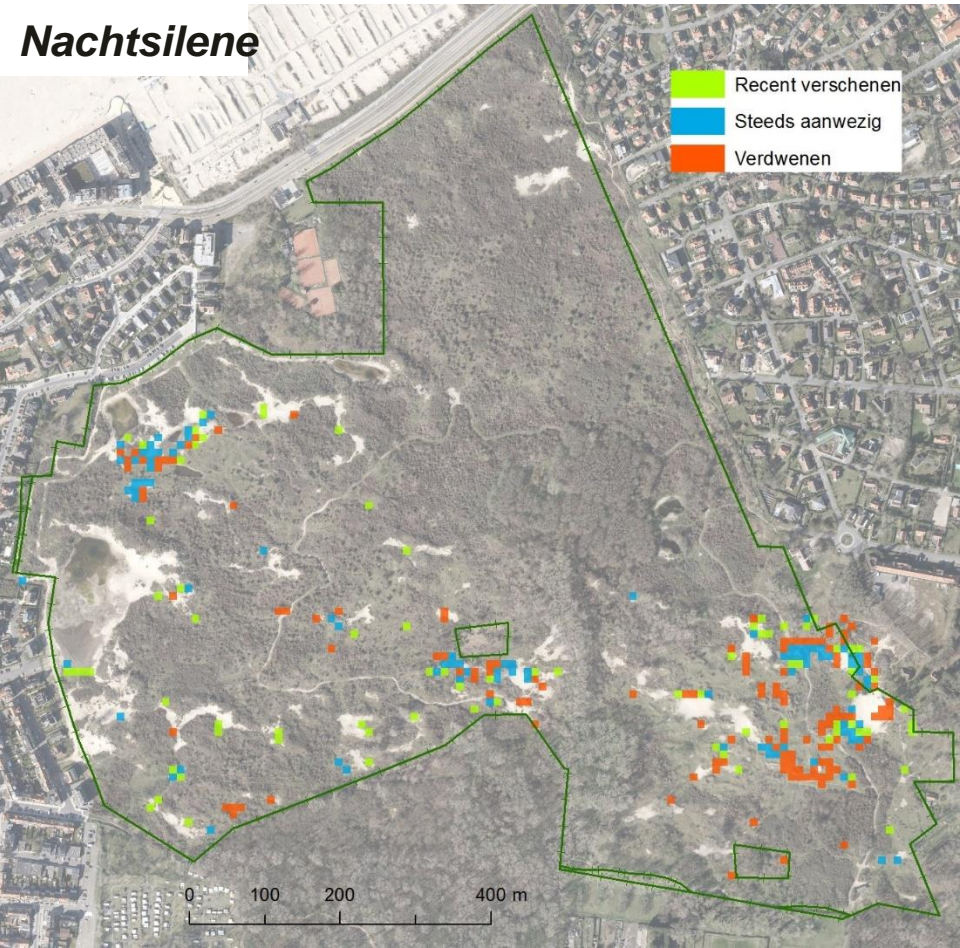 Nachtsilene
Recent verschenen
Steeds aanwezig
Verdwenen
0 100 200 400 m